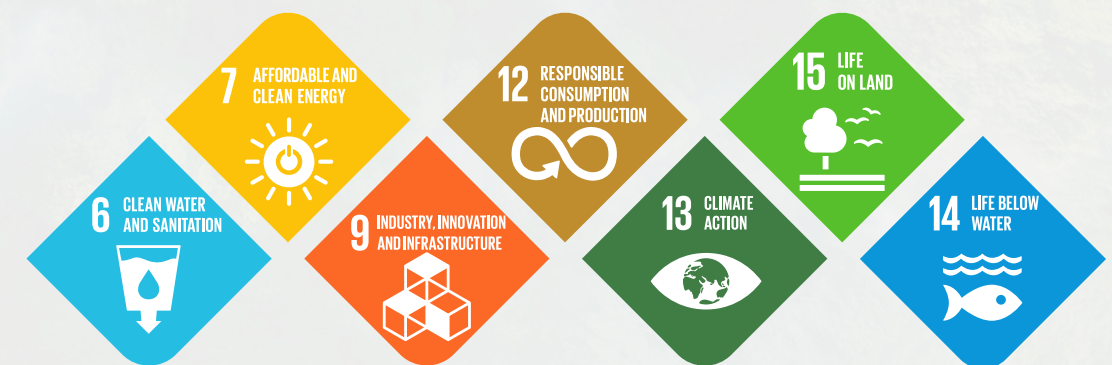 7 AFFORDABLE AND
CLEAN ENERGY
12 RESPONSIBLE
CONSUMPTION
AND PRODUCTION
15 LIFE
ON LAND
6 CLEAN WATER
AND SANITATION
9 INDUSTRY, INNOVATION
AND INFRASTRUCTURE
13 CLIMATE
ACTION
14 LIFE BELOW
WATER